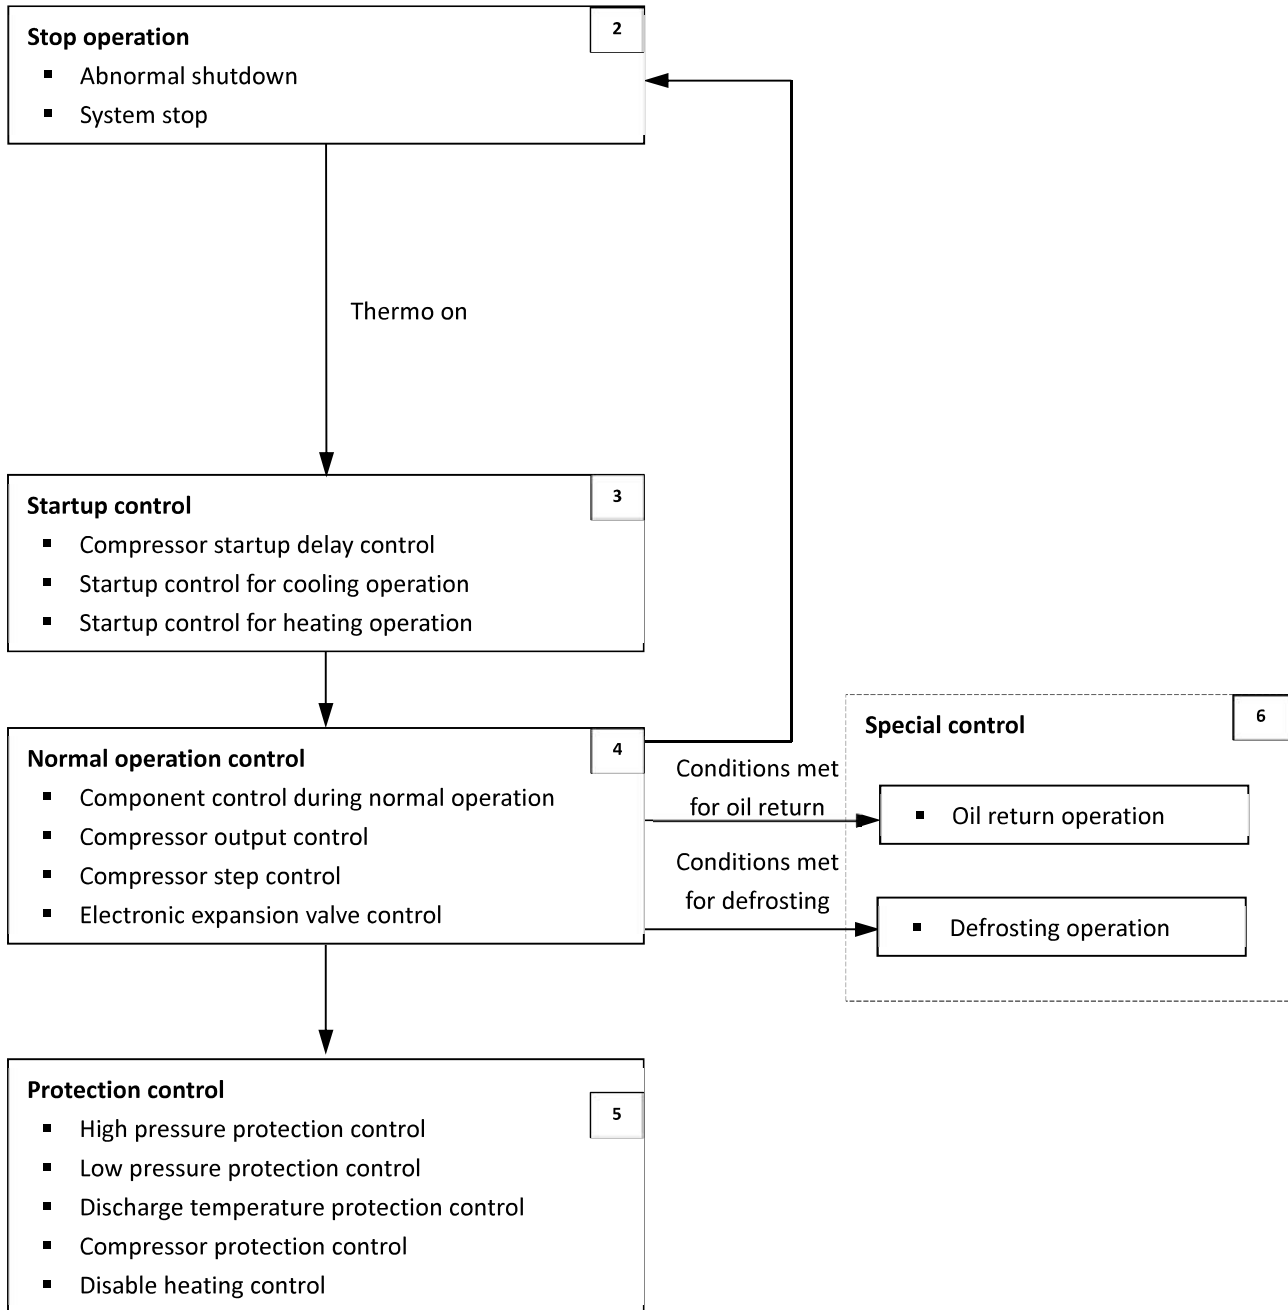 Stop operation
2
▪ Abnormal shutdown
▪ System stop
Thermo on
Startup control
3
▪ Compressor startup delay control
▪ Startup control for cooling operation
▪ Startup control for heating operation
Normal operation control
4
▪ Component control during normal operation
▪ Compressor output control
▪ Compressor step control
▪ Electronic expansion valve control
Conditions met
for oil return
Conditions met
for defrosting
Special control
6
▪ Oil return operation
▪ Defrosting operation
Protection control
5
▪ High pressure protection control
▪ Low pressure protection control
▪ Discharge temperature protection control
▪ Compressor protection control
▪ Disable heating control